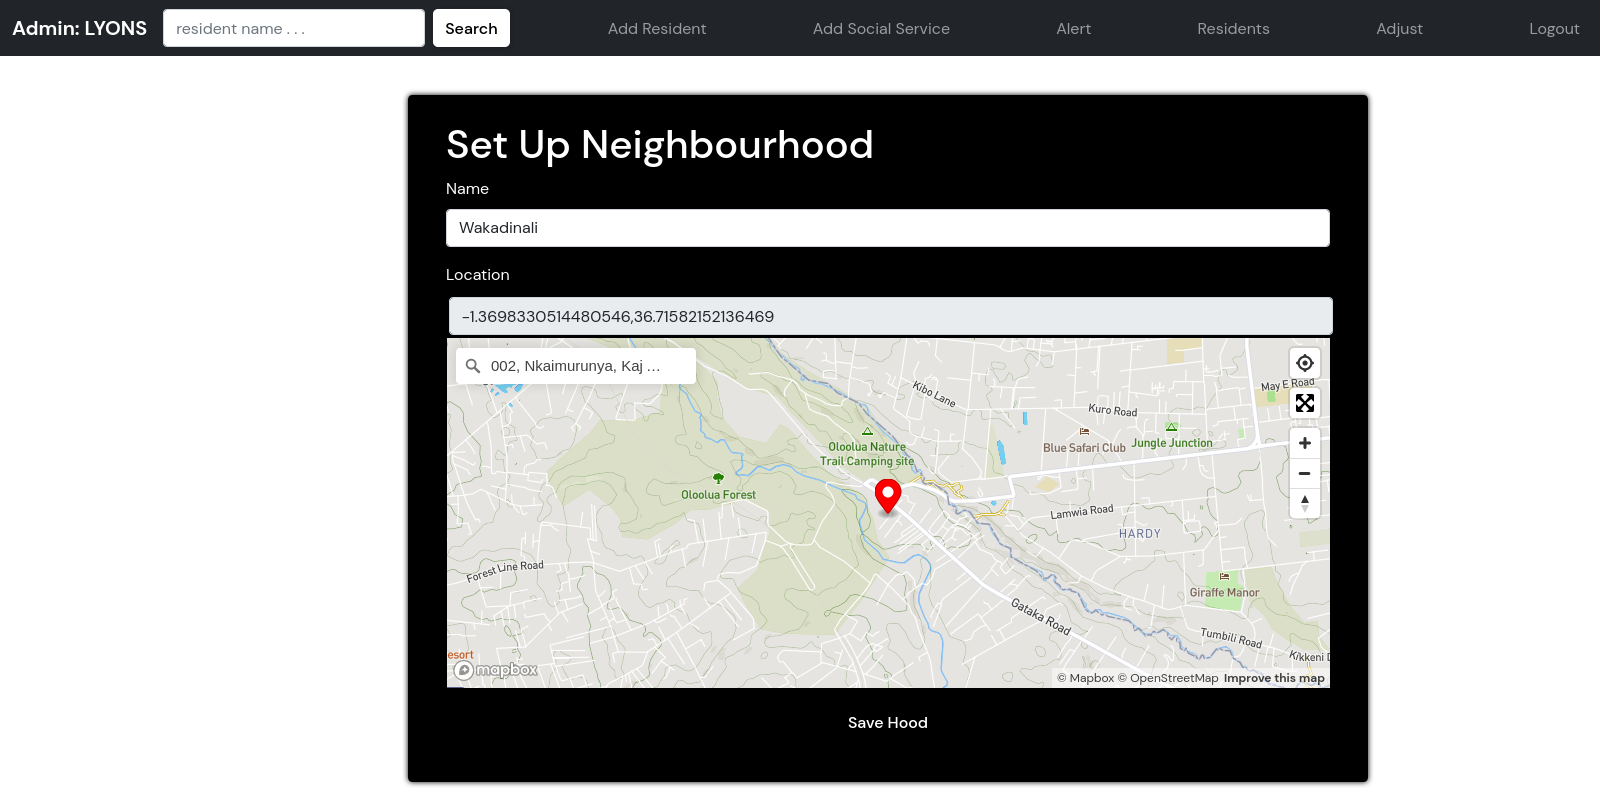 Admin: LYONS
resident name . . .
Search
Add Resident
Add Social Service
Alert
Residents
Adjust
Logout
Set Up Neighbourhood
Name
Wakadinali
Location
-1.3698330514480546,36.71582152136469
002, Nkaimurunya, Kaj ...
Kibo Lane
May E Road
Kuro Road
Blue Safari Club
Jungle Junction
Oloolua Nature
Trail Camping site
Oloolua Forest
Lamwia Road
HARDY
Forest Line Road
Giraffe Manor
Gataka Road
Tumbili Road
esort
Kikkeni D
mapbox
© Mapbox © OpenStreetMap Improve this map
Save Hood